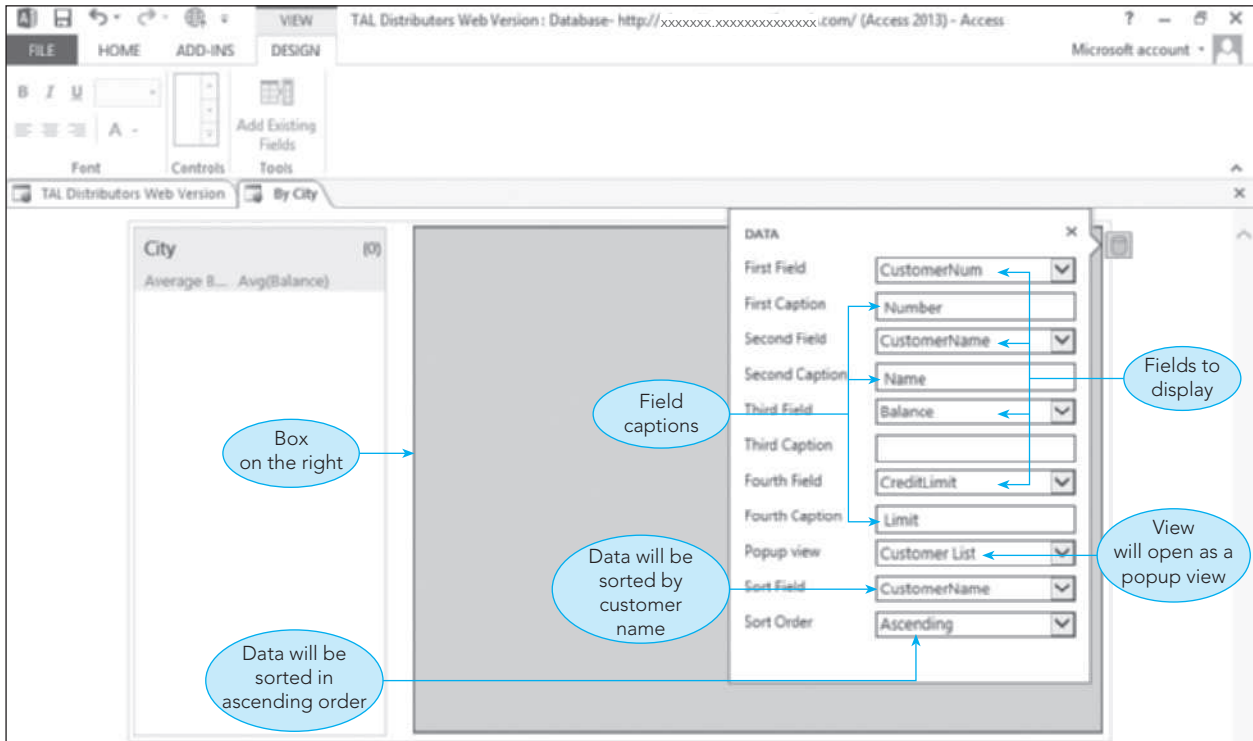 VIEW
TAL Distributors Web Version : Database- http://xxxxxxx.xxxxxxxxxxxxxx.com/ (Access 2013) - Access
?
FILE
HOME
ADD-INS
DESIGN
Microsoft account
B I U
A
Add Existing
Fields
Font
Controls
Tools
TAL Distributors Web Version
By City
City
(0)
Average B... Avg(Balance)
DATA
First Field
CustomerNum
First Caption
Number
Second Field
CustomerName
Second Caption
Name
Third Field
Balance
Third Caption
Fourth Field
CreditLimit
Fourth Caption
Limit
Popup view
Customer List
Sort Field
CustomerName
Sort Order
Ascending
Fields to
display
Field
captions
Box
on the right
View
will open as a
popup view
Data will be
sorted by
customer
name
Data will be
sorted in
ascending order